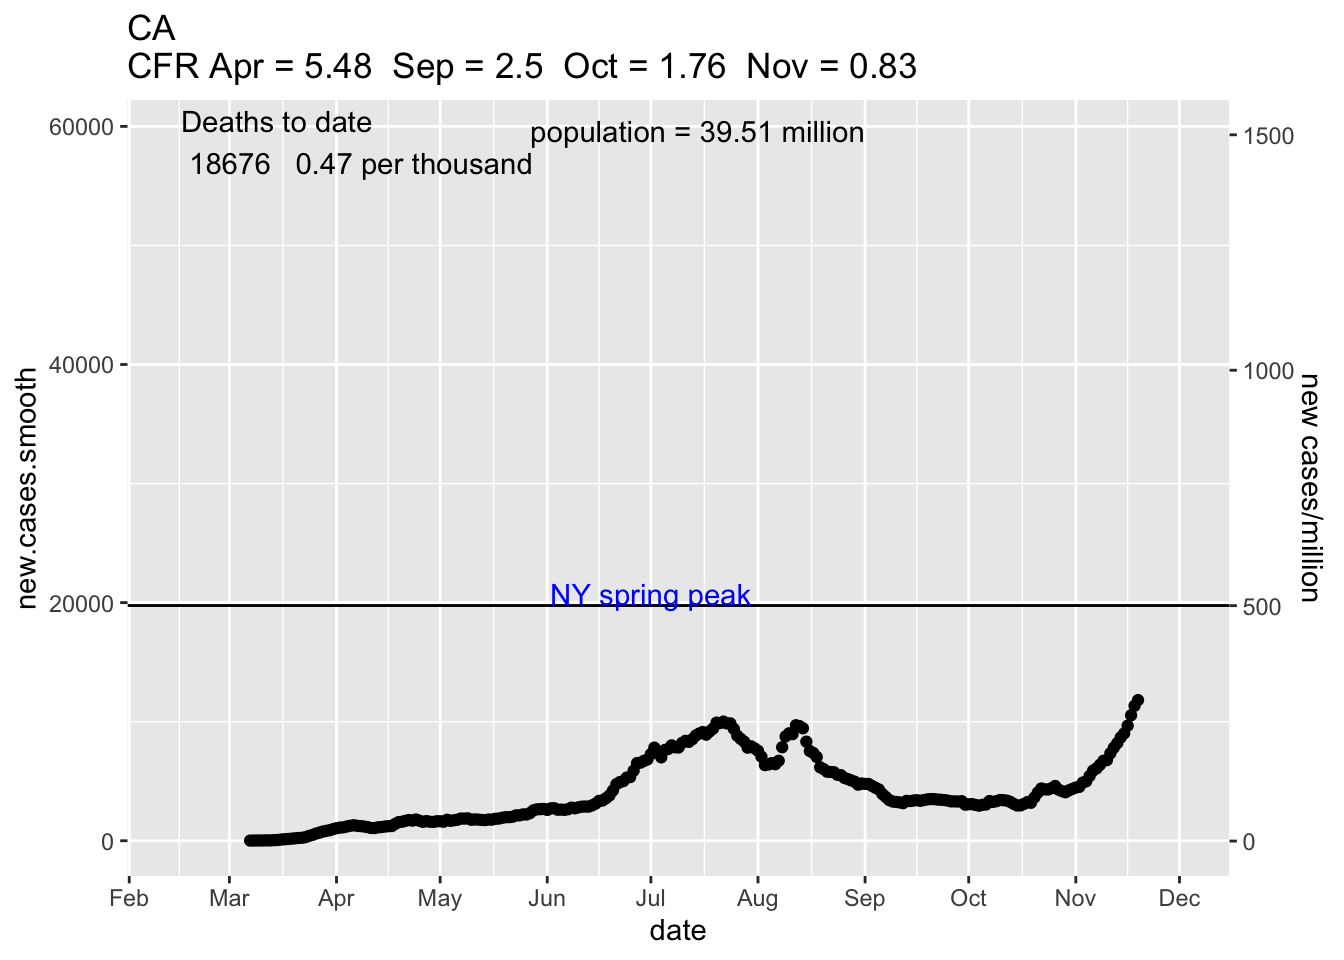 CA
CFR Apr = 5.48 Sep = 2.5 Oct = 1.76 Nov = 0.83
Deaths to date
population = 39.51 million
18676 0.47 per thousand
60000
40000
20000
0
new.cases.smooth
NY spring peak
1500
1000
500
0
new cases/million
Feb Mar Apr May Jun Jul Aug Sep Oct Nov Dec
date